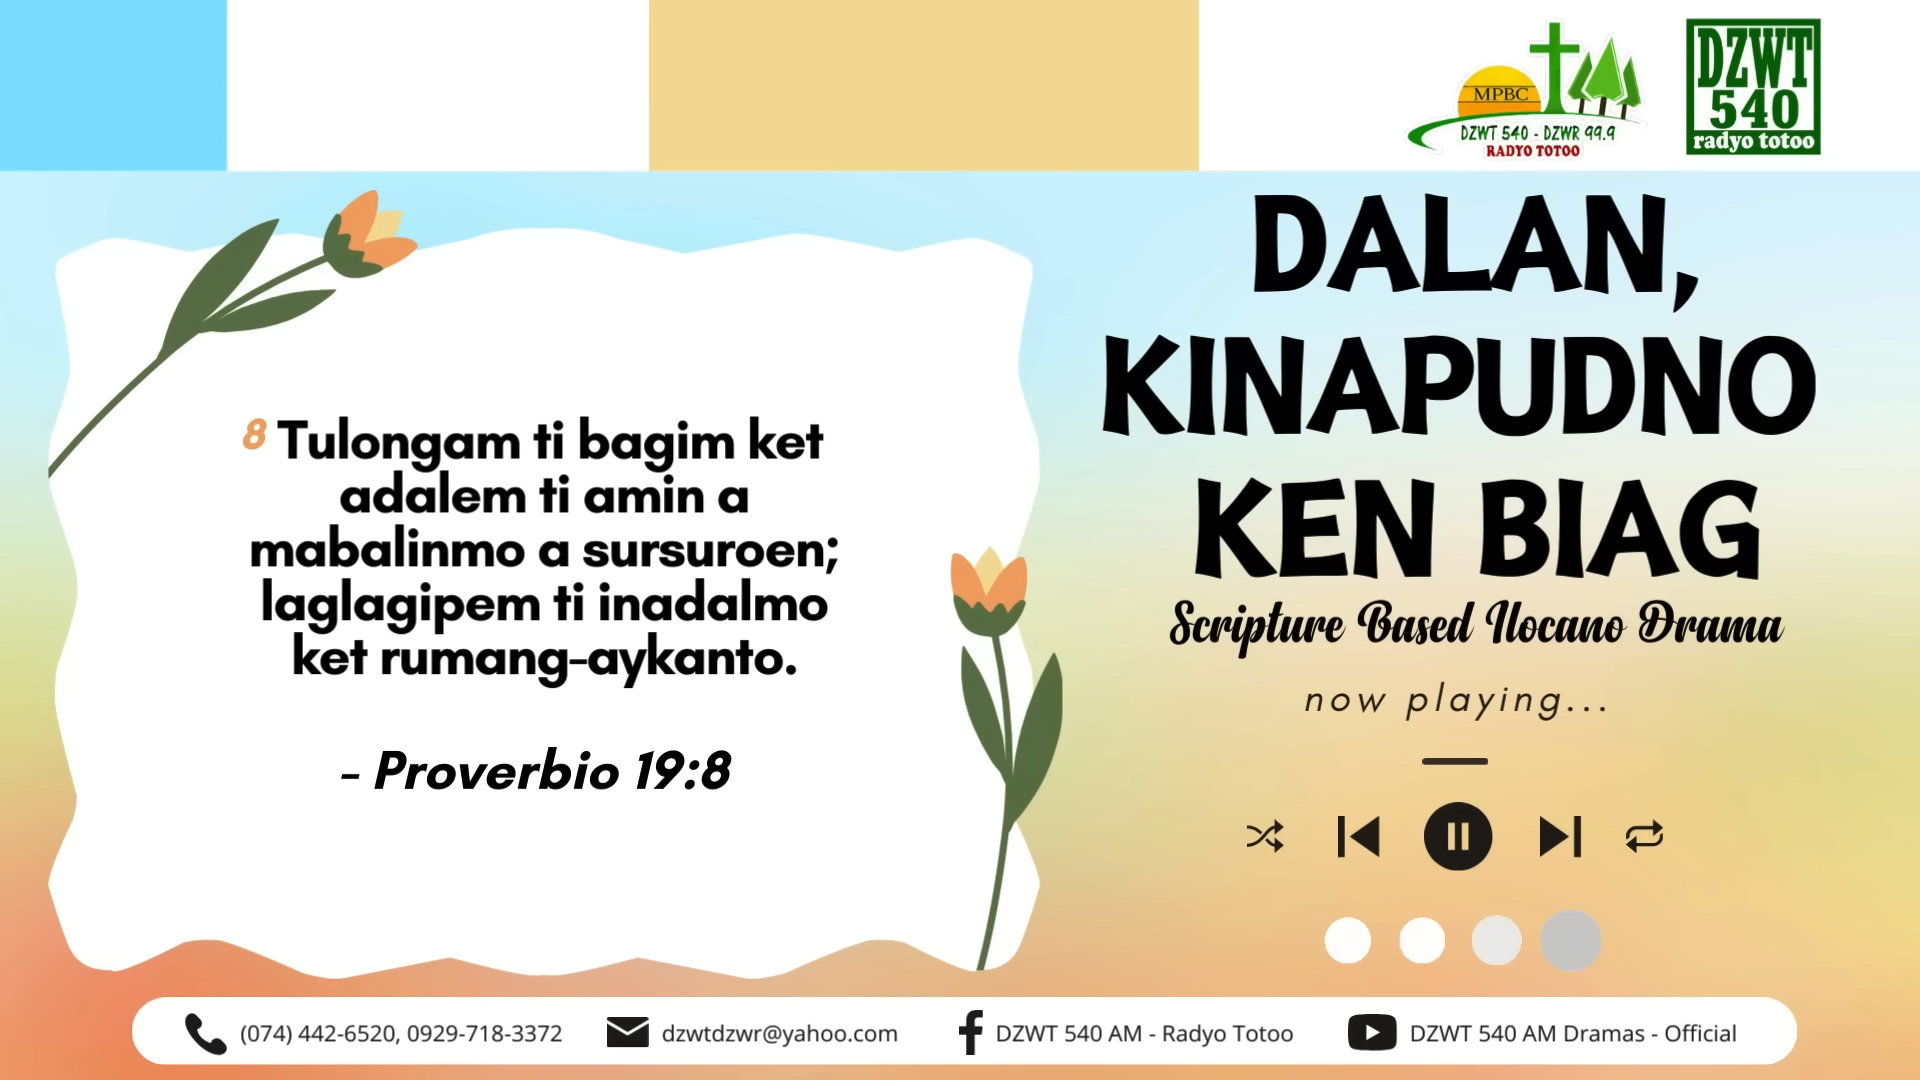 MPBC
DZWT 540 - DZWR 99.9
RADYO TOTOO
DZWT
540
radyo totoo
8 Tulongam ti bagim ket
adalem ti amin a
mabalinmo a sursuroen;
laglagipem ti inadalmo
ket rumang-aykanto.
- Proverbio 19:8
DALAN,
KINAPUDNO
KEN BIAG
Scripture Based Ilocano Drama
now playing...
(074) 442-6520, 0929-718-3372
dzwtdzwr@yahoo.com
DZWT 540 AM - Radyo Totoo
DZWT 540 AM Dramas - Official